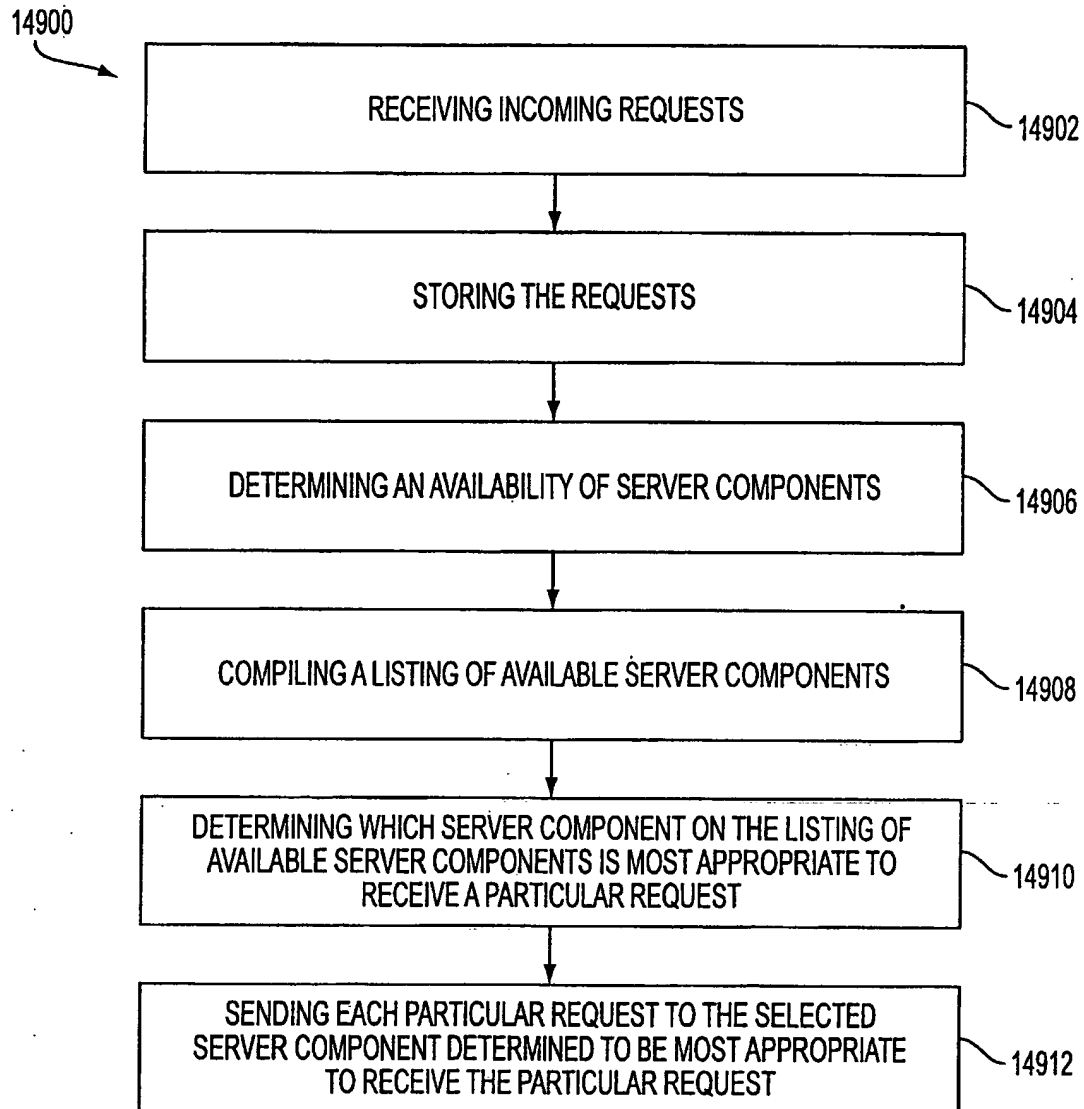 14900
RECEIVING INCOMING REQUESTS
14902
STORING THE REQUESTS
14904
DETERMINING AN AVAILABILITY OF SERVER COMPONENTS
14906
COMPILING A LISTING OF AVAILABLE SERVER COMPONENTS
14908
DETERMINING WHICH SERVER COMPONENT ON THE LISTING OF
AVAILABLE SERVER COMPONENTS IS MOST APPROPRIATE TO
RECEIVE A PARTICULAR REQUEST
14910
SENDING EACH PARTICULAR REQUEST TO THE SELECTED
SERVER COMPONENT DETERMINED TO BE MOST APPROPRIATE
TO RECEIVE THE PARTICULAR REQUEST
14912